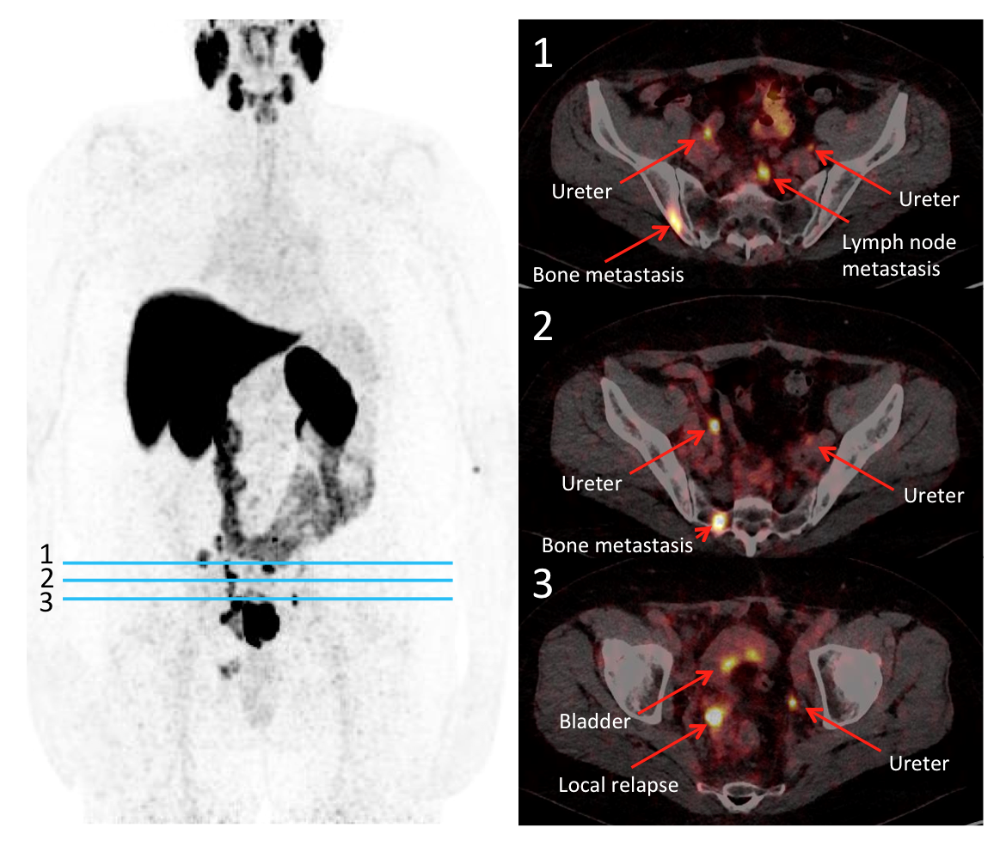 1
2
3
1
Ureter
Ureter
Lymph node
metastasis
Bone metastasis
2
Ureter
Ureter
Bone metastasis
3
Bladder
Ureter
Local relapse